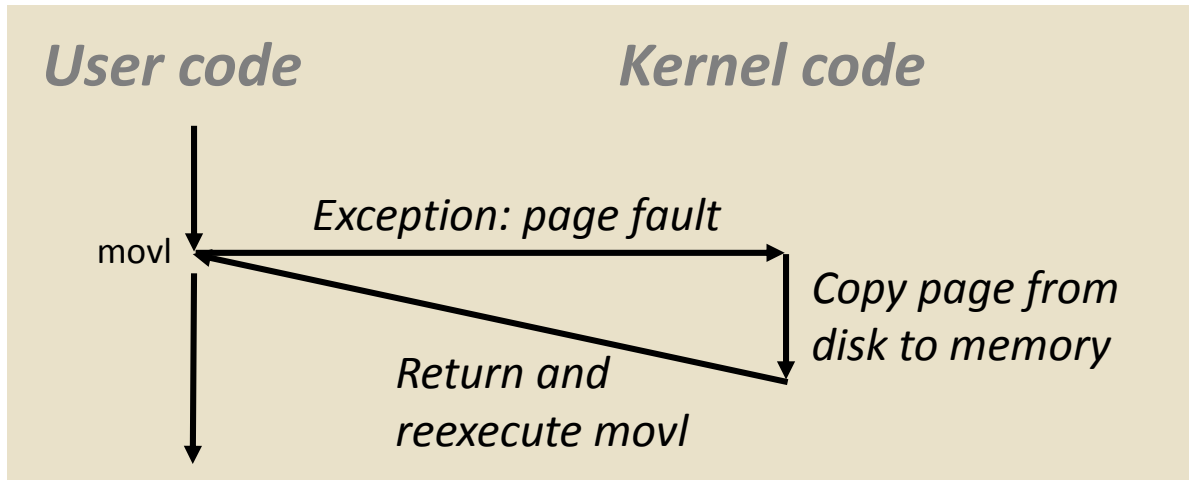 User code
Kernel code
Exception: page fault
movl
Copy page from
disk to memory
Return and
reexecute movl